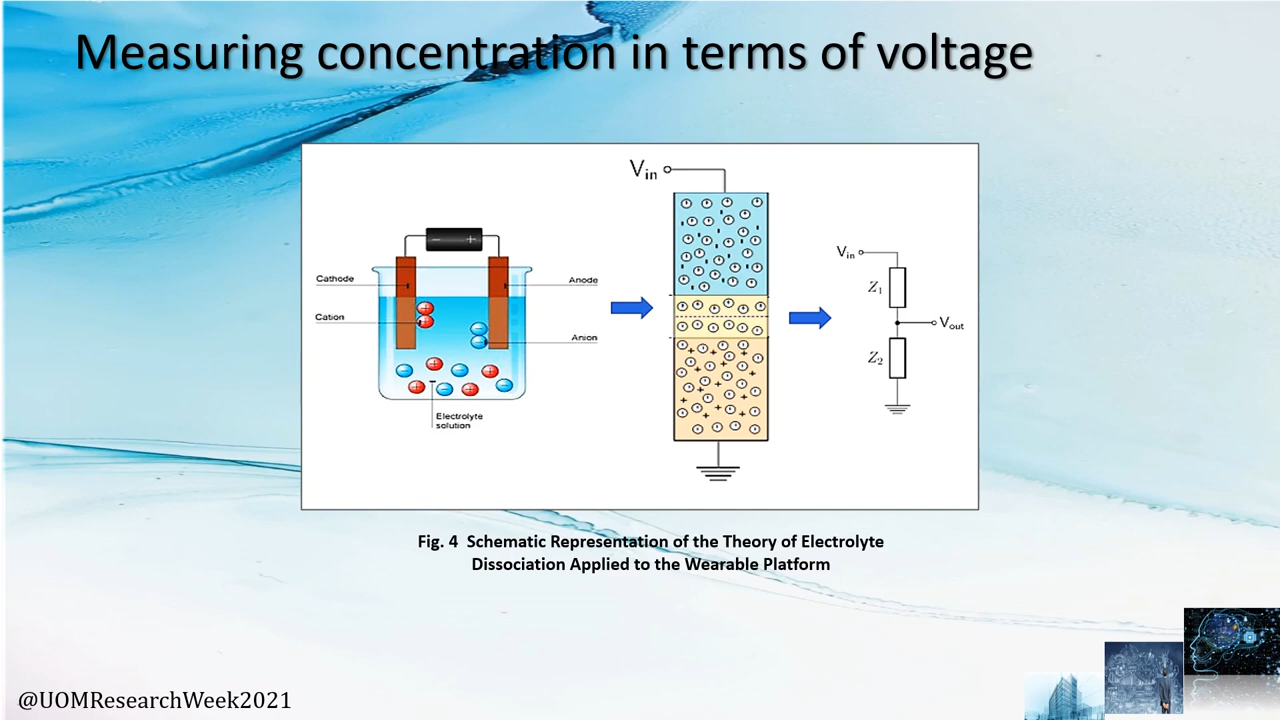 Measuring concentration in terms of voltage
Vin
Cathode
Anode
Cation
Anion
Electrolyte
solution
Vin
Z1
Vout
Z2
Fig. 4 Schematic Representation of the Theory of Electrolyte
Dissociation Applied to the Wearable Platform
@UOMResearchWeek2021